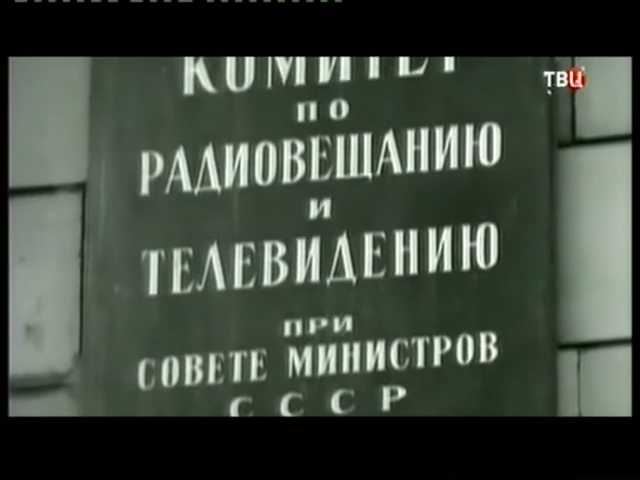 КОМИТЕТ
ПО
РАДИОВЕЩАНИЮ
И
ТЕЛЕВИДЕНИЮ
ПРИ
СОВЕТЕ МИНИСТРОВ
СССР
ТВЦ